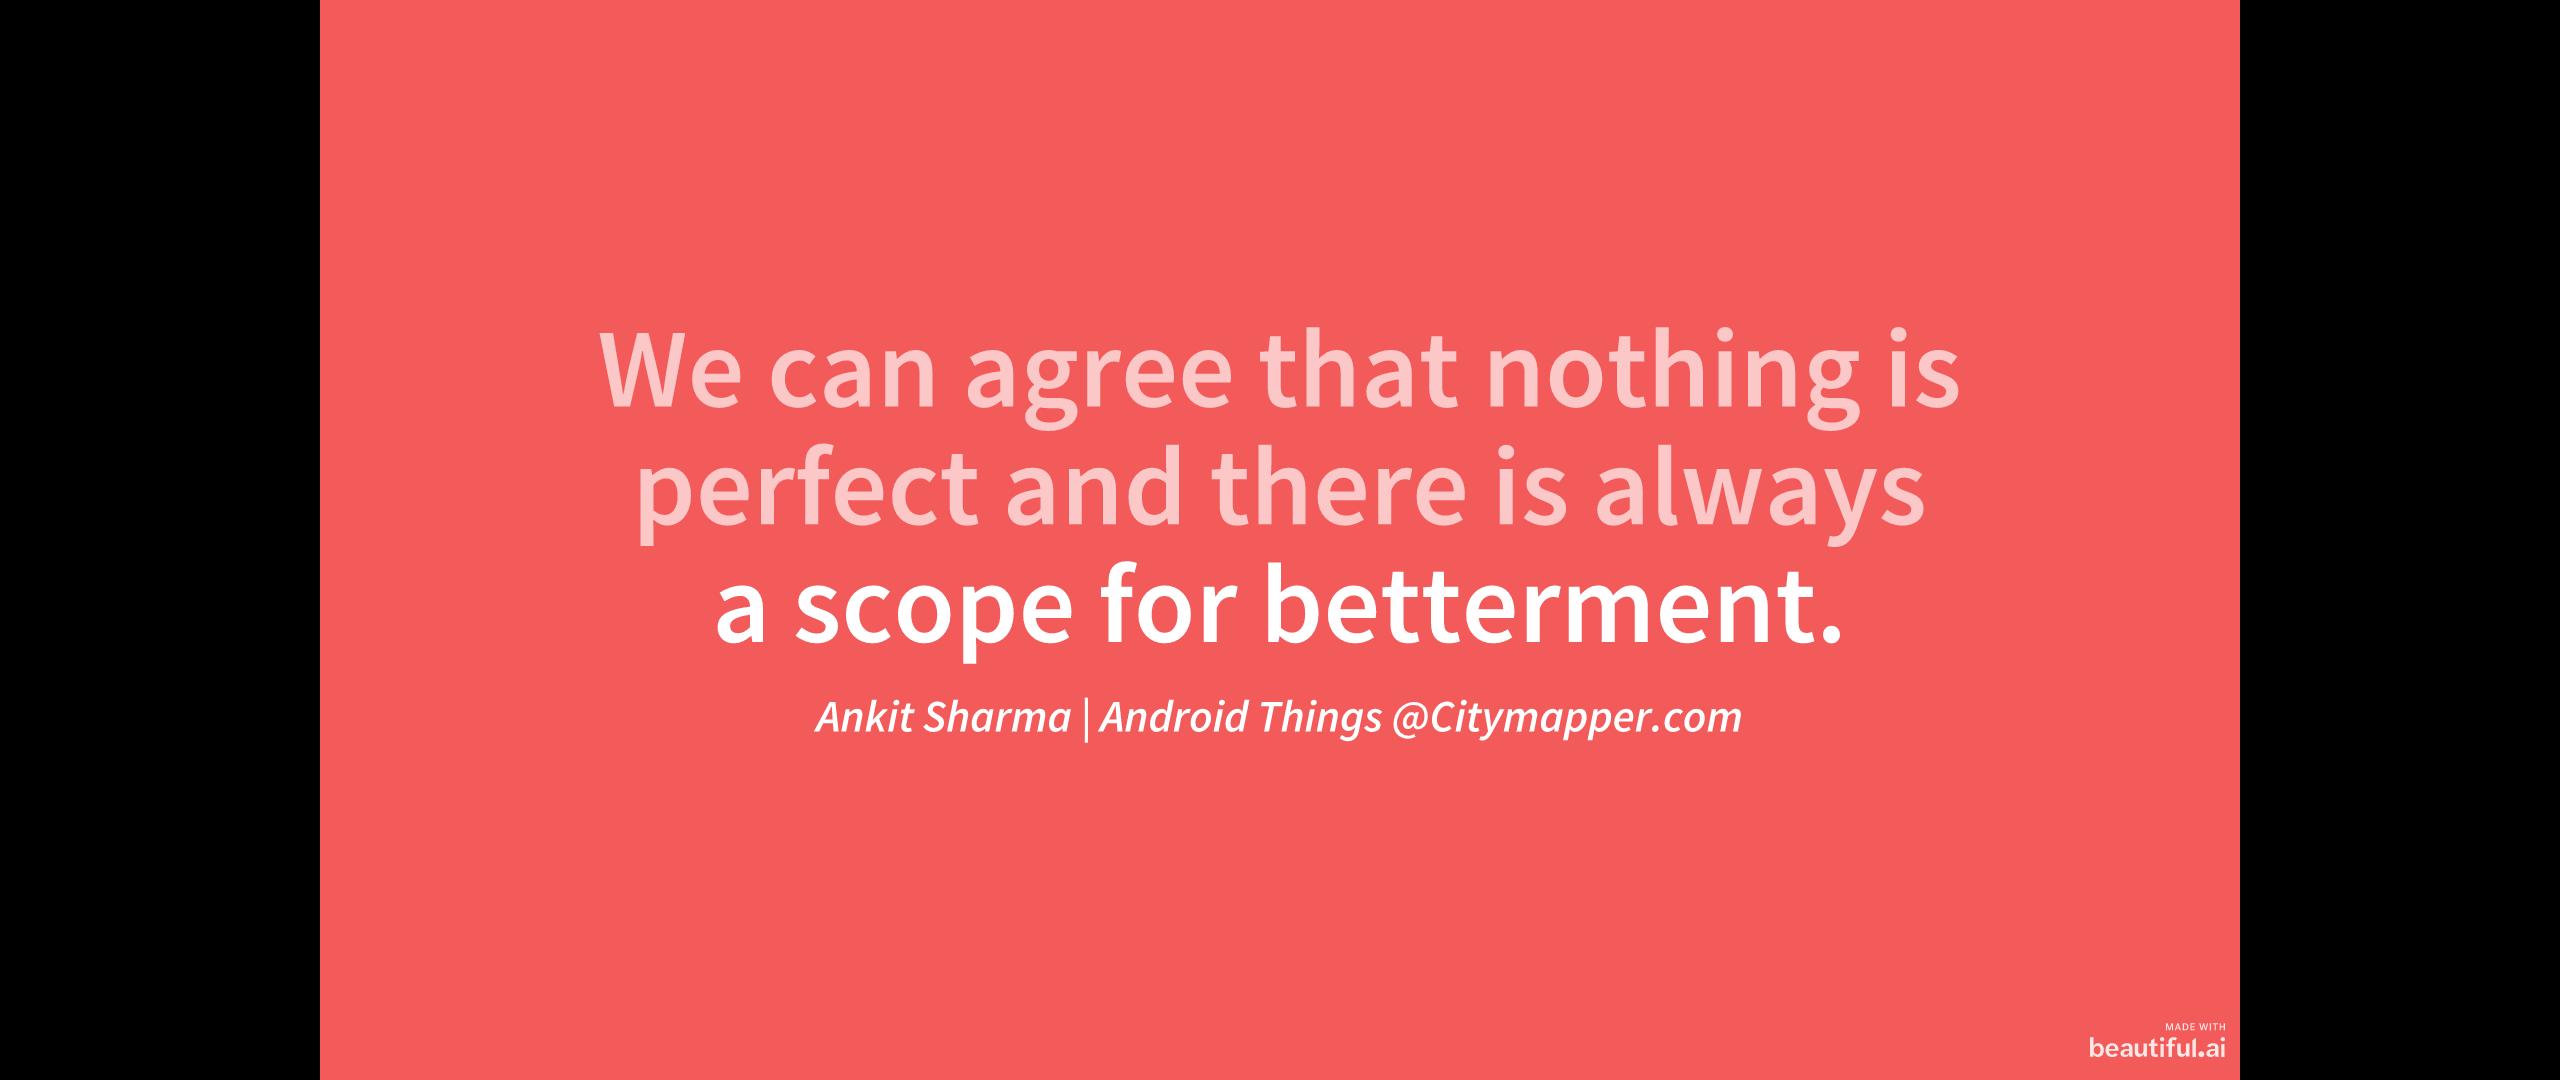 We can agree that nothing is
perfect and there is always
a scope for betterment.
Ankit Sharma | Android Things @Citymapper.com
MADE WITH
beautiful.ai